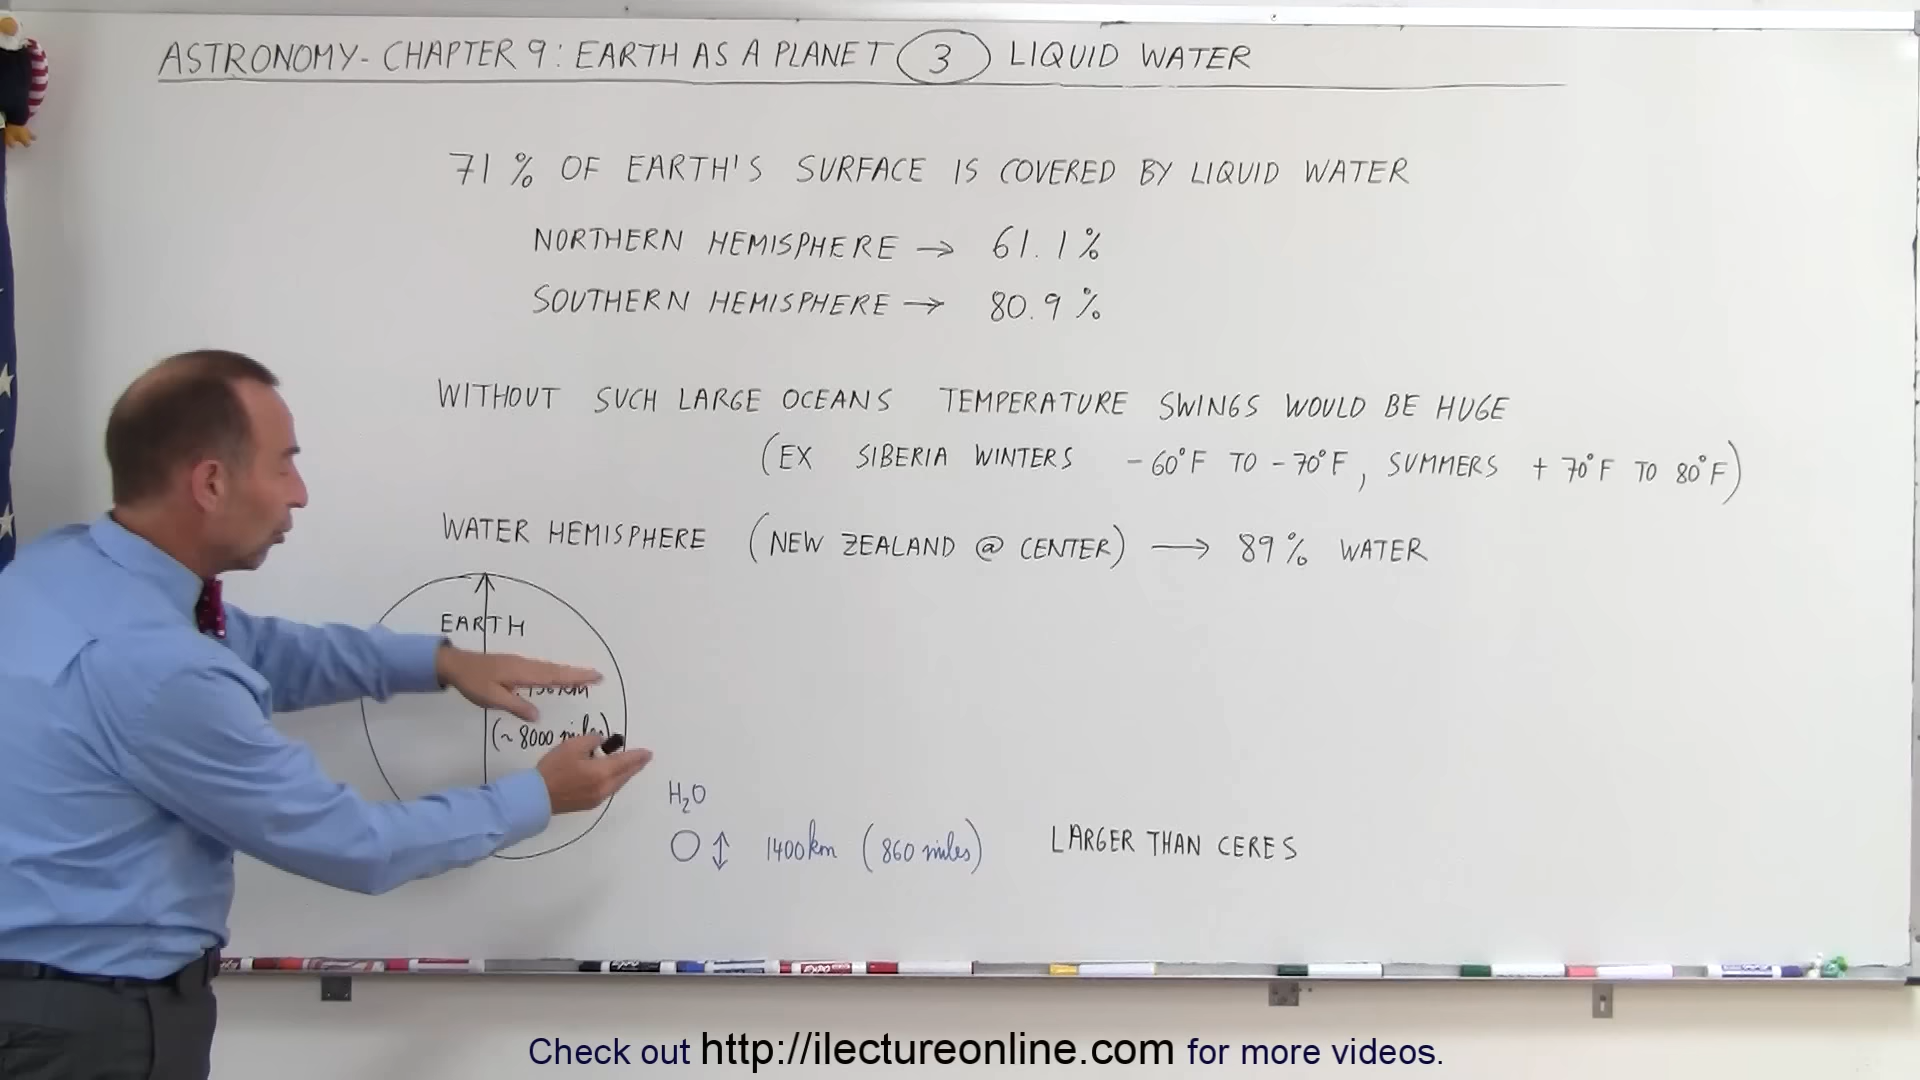 ASTRONOMY - CHAPTER 9 : EARTH AS A PLANET 3 LIQUID WATER
71 % OF EARTH'S SURFACE IS COVERED BY LIQUID WATER
NORTHERN HEMISPHERE → 61.1 %
SOUTHERN HEMISPHERE → 80.9 %
WITHOUT SUCH LARGE OCEANS TEMPERATURE SWINGS WOULD BE HUGE
(EX SIBERIA WINTERS -60°F TO -70°F, SUMMERS +70°F TO 80°F)
WATER HEMISPHERE (NEW ZEALAND @ CENTER) → 89% WATER
EARTH
km
(~ 8000 miles)
H₂O
1400km (860 miles) LARGER THAN CERES
Check out http://ilectureonline.com for more videos.